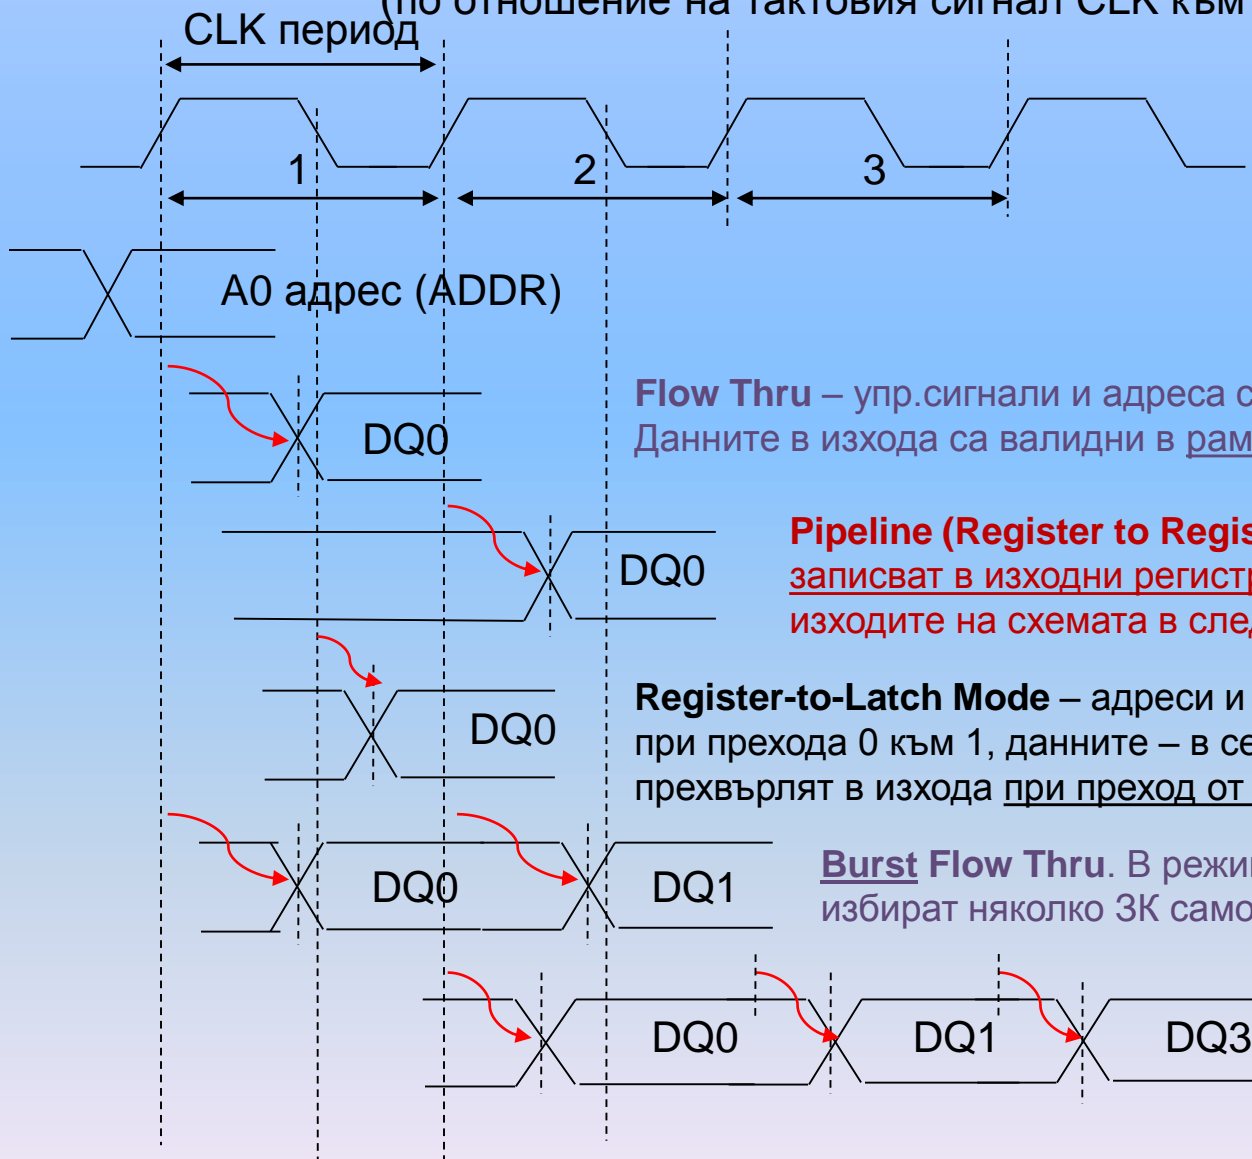 (по отношение на тактовия сигнал CLK към
CLK период
1
2
3
A0 адрес (ADDR)
Flow Thru – упр.сигнали и адреса с
DQ0
Данните в изхода са валидни в рам
Pipeline (Register to Regis
DQ0
записват в изходни регистр
изходите на схемата в сле
Register-to-Latch Mode – адреси и
DQ0
при прехода 0 към 1, данните – в се
прехвърлят в изхода при преход от
Burst Flow Thru. В режи
DQ0
DQ1
избират няколко ЗК само
DQ0
DQ1
DQ3